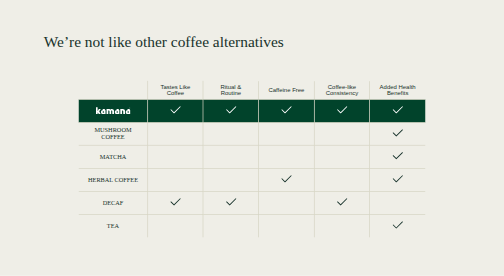 We’re not like other coffee alternatives
Tastes Like
Coffee
Ritual &
Routine
Caffeine Free
Coffee-like
Consistency
Added Health
Benefits
kamana
MUSHROOM
COFFEE
MATCHA
HERBAL COFFEE
DECAF
TEA